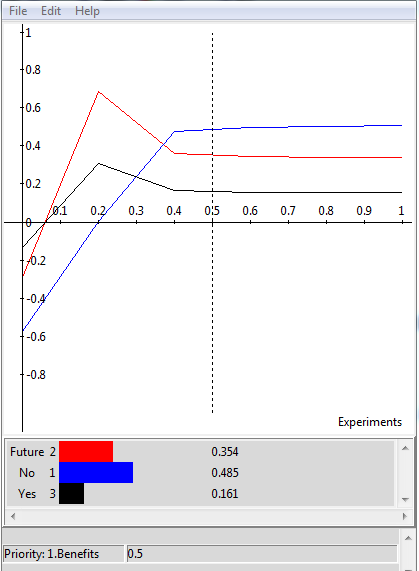 File Edit Help
1
0.8
0.6
0.4
0.2
0 0.1 0.2 0.3 0.4 0.5 0.6 0.7 0.8 0.9 1
-0.2
-0.4
-0.6
-0.8
Experiments
Future 2 0.354
No 1 0.485
Yes 3 0.161
Priority: 1.Benefits 0.5